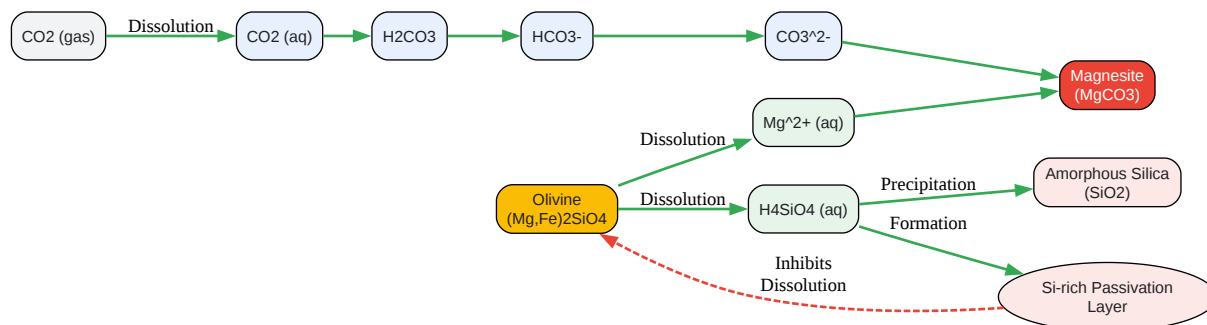 Dissolution
CO2 (gas)
CO2 (aq)
H2CO3
HCO3-
CO3^2-
Magnesite
(MgCO3)
Mg^2+ (aq)
Dissolution
Olivine
(Mg,Fe)2SiO4
Dissolution
H4SiO4 (aq)
Precipitation
Amorphous Silica
(SiO2)
Formation
Inhibits
Dissolution
Si-rich Passivation
Layer